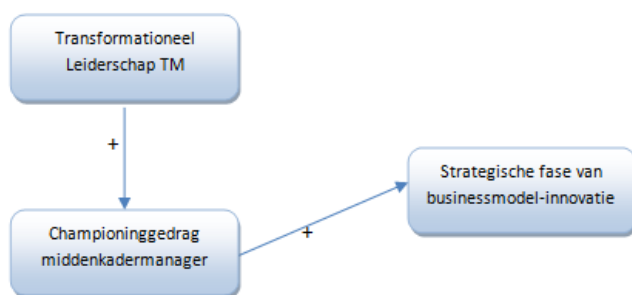 Transformationeel
Leiderschap TM
+
Strategische fase van
businessmodel-innovatie
Championinggedrag
middenkadermanager
+